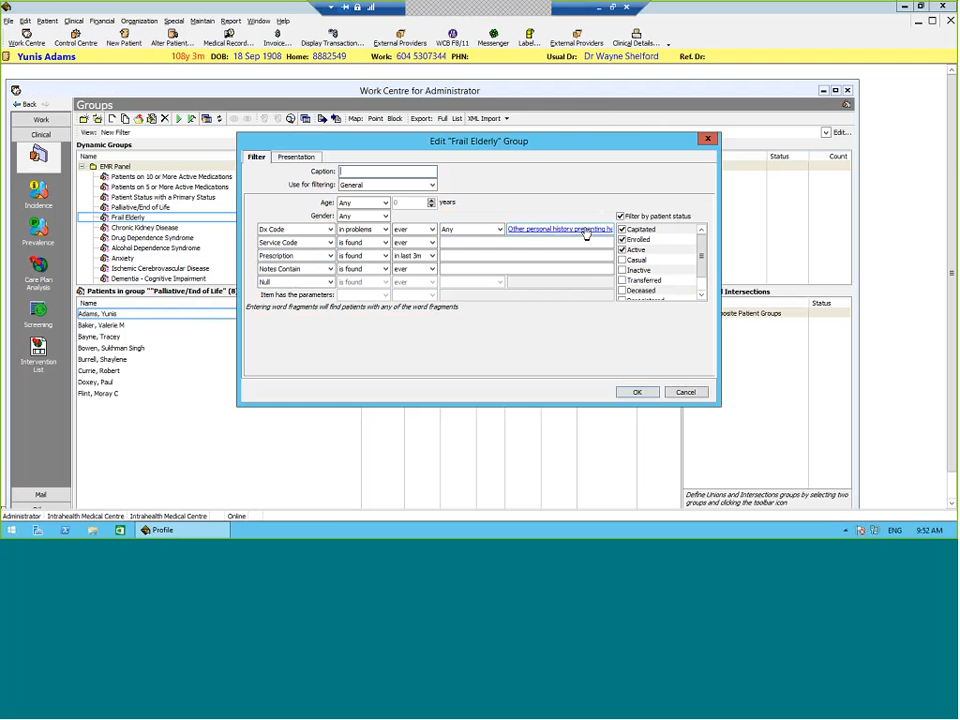 File Edit Patient Clinical Financial Organization Special Maintain Report Window Help
Work Centre Control Centre New Patient Alter Patient... Medical Record... Invoice... Display Transaction... External Providers WCB F8/11 Messenger Label... External Providers Clinical Details...
Yunis Adams 108y 3m DOB: 18 Sep 1908 Home: 8882549 Work: 604 5307344 PHN: Usual Dr: Dr Wayne Shelford Ref. Dr:
Work Centre for Administrator
Back Groups
Work
Map: Point Block Export: Full List XML Import
Clinical
View: New Filter Edit...
Dynamic Groups
Name Status Count
EMR Panel
Patients on 10 or More Active Medications
Patients on 5 or More Active Medications
Patient Status with a Primary Status
Palliative/End of Life
Frail Elderly
Chronic Kidney Disease
Drug Dependence Syndrome
Alcohol Dependence Syndrome
Anxiety
Ischemic Cerebrovascular Disease
Dementia - Cognitive Impairment
Incidence
Prevalence
Care Plan
Analysis
Screening
Intervention
List
Mail
Edit "Frail Elderly" Group
Filter Presentation
Caption:
Use for filtering: General
Age: Any 0 years
Gender: Any
Dx Code in problems ever Any Other personal history presenting ha
Service Code is found ever
Prescription is found in last 3m
Notes Contain is found ever
Null is found ever
Item has the parameters:
Entering word fragments will find patients with any of the word fragments
Filter by patient status
Capitated
Enrolled
Active
Casual
Inactive
Transferred
Deceased
OK Cancel
Patients in group ""Palliative/End of Life" (8
Name
Adams, Yunis
Baker, Valerie M
Bayne, Tracey
Bowen, Sukhman Singh
Burrell, Shaylene
Currie, Robert
Doxey, Paul
Flint, Moray C
d Intersections
Status
posite Patient Groups
Define Unions and Intersections groups by selecting two
groups and clicking the toolbar icon
Administrator Intrahealth Medical Centre Intrahealth Medical Centre Online
Profile ENG 9:52 AM